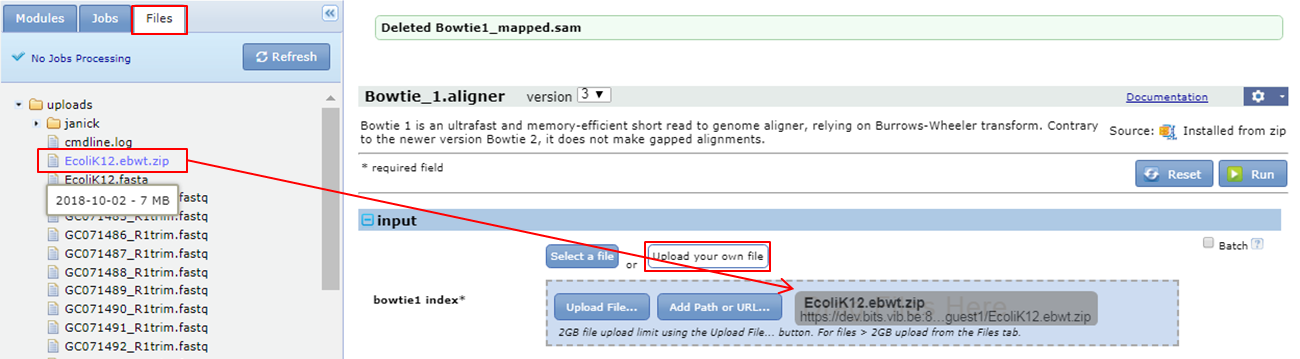 Modules
Jobs
Files
«
No Jobs Processing
Refresh
uploads
janick
cmdline.log
EcoliK12.ebwt.zip
EcoliK12.fasta
2018-10-02 - 7 MB
.fastq
GC071485_R1trim.fastq
GC071486_R1trim.fastq
GC071487_R1trim.fastq
GC071488_R1trim.fastq
GC071489_R1trim.fastq
GC071490_R1trim.fastq
GC071491_R1trim.fastq
GC071492_R1trim.fastq
Deleted Bowtie1_mapped.sam
Bowtie_1.aligner version 3 ▼
Documentation
Bowtie 1 is an ultrafast and memory-efficient short read to genome aligner, relying on Burrows-Wheeler transform. Contrary
to the newer version Bowtie 2, it does not make gapped alignments.
Source: Installed from zip
* required field
Reset
Run
input
Batch ?
Select a file or Upload your own file
bowtie1 index*
Upload File...
Add Path or URL...
EcoliK12.ebwt.zip
Here
https://dev.bits.vib.be:8...guest1/EcoliK12.ebwt.zip
2GB file upload limit using the Upload File... button. For files > 2GB upload from the Files tab.